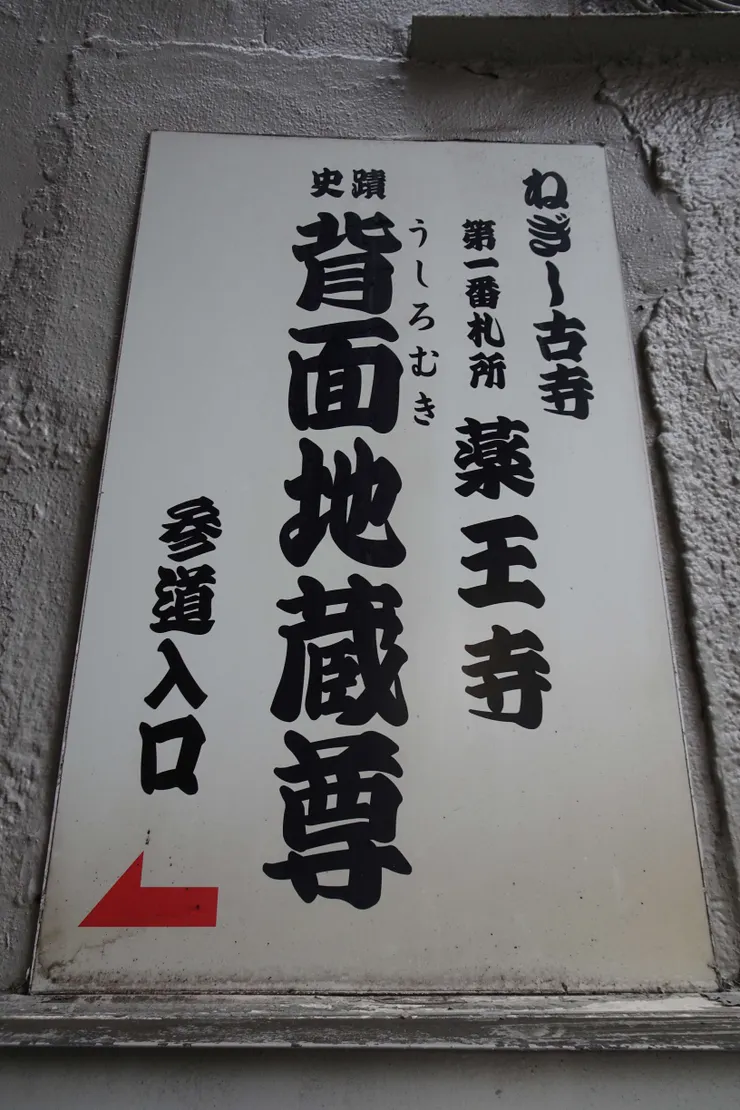 ねぎし古寺
第一番札所 薬王寺
うしろむき
史蹟
背面地蔵尊
参道入口